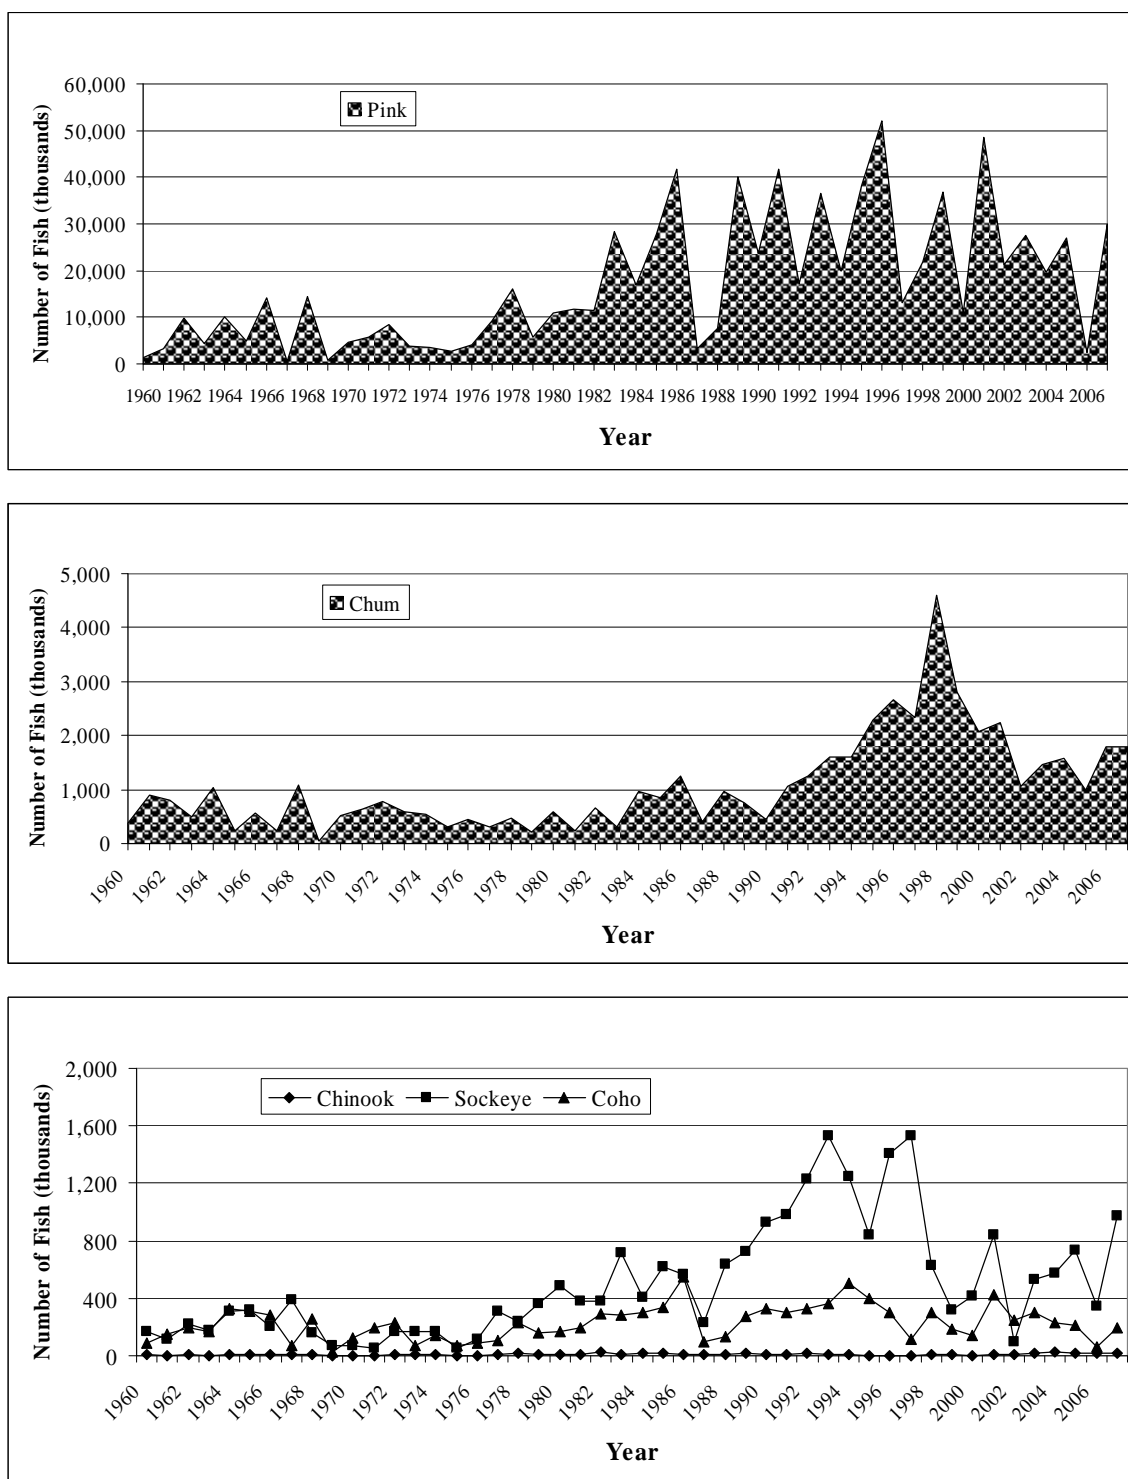 60,000
50,000
40,000
30,000
20,000
10,000
0
Number of Fish (thousands)
Pink
1960 1962 1964 1966 1968 1970 1972 1974 1976 1978 1980 1982 1984 1986 1988 1990 1992 1994 1996 1998 2000 2002 2004 2006
Year
5,000
4,000
3,000
2,000
1,000
0
Number of Fish (thousands)
Chum
1960 1962 1964 1966 1968 1970 1972 1974 1976 1978 1980 1982 1984 1986 1988 1990 1992 1994 1996 1998 2000 2002 2004 2006
Year
2,000
1,600
1,200
800
400
0
Number of Fish (thousands)
Chinook Sockeye Coho
1960 1962 1964 1966 1968 1970 1972 1974 1976 1978 1980 1982 1984 1986 1988 1990 1992 1994 1996 1998 2000 2002 2004 2006
Year